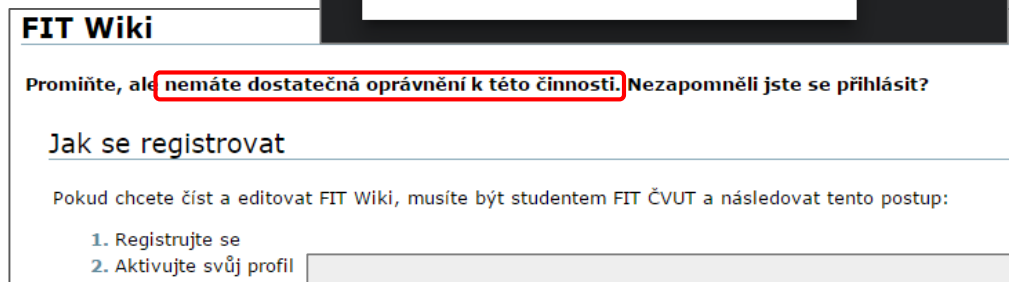 FIT Wiki
Promiňte, ale nemáte dostatečná oprávnění k této činnosti. Nezapomněli jste se přihlásit?
Jak se registrovat
Pokud chcete číst a editovat FIT Wiki, musíte být studentem FIT ČVUT a následovat tento postup:
1. Registrujte se
2. Aktivujte svůj profil